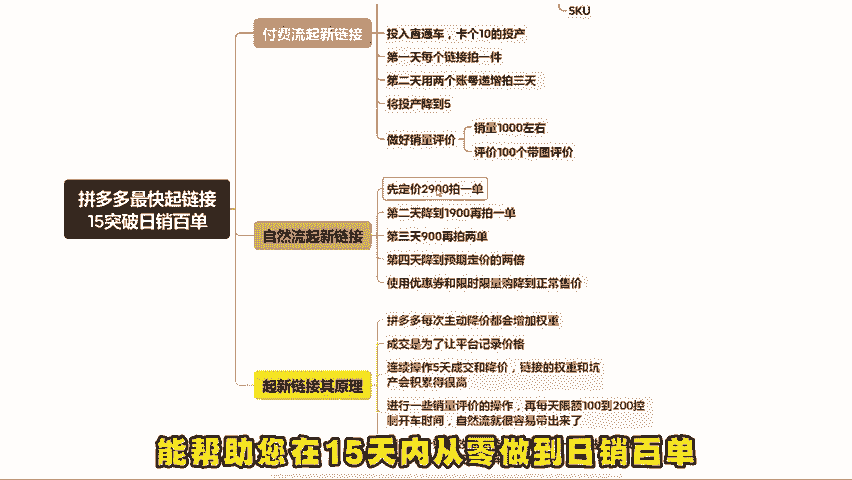 SKU
付费流起新链接
投入直通车，卡个10的投产
第一天每个链接拍一件
第二天用两个账号递增拍三天
将投产降到5
做好销量评价
销量1000左右
评价100个带图评价
拼多多最快起链接
15突破日销百单
自然流起新链接
先定价2900拍一单
第二天降到1900再拍一单
第三天900再拍两单
第四天降到预期定价的两倍
使用优惠券和限时限量购降到正常售价
起新链接其原理
拼多多每次主动降价都会增加权重
成交是为了让平台记录价格
连续操作5天成交和降价，链接的权重和坑
产会积累得很高
进行一些销量评价的操作，再每天限额100到200控
制开车时间，自然流就很容易带出来了
能帮助您在15天内从零做到日销百单